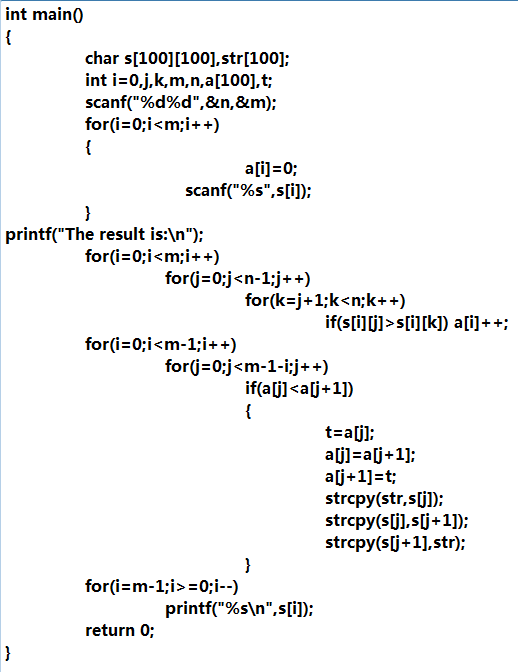 int main()
{
char s[100][100],str[100];
int i=0,j,k,m,n,a[100],t;
scanf("%d%d",&n,&m);
for(i=0;i<m;i++)
{
a[i]=0;
scanf("%s",s[i]);
}
printf("The result is:\n");
for(i=0;i<m;i++)
for(j=0;j<n-1;j++)
for(k=j+1;k<n;k++)
if(s[i][j]>s[i][k]) a[i]++;
for(i=0;i<m-1;i++)
for(j=0;j<m-1-i;j++)
if(a[j]<a[j+1])
{
t=a[j];
a[j]=a[j+1];
a[j+1]=t;
strcpy(str,s[j]);
strcpy(s[j],s[j+1]);
strcpy(s[j+1],str);
}
for(i=m-1;i>=0;i--)
printf("%s\n",s[i]);
return 0;
}